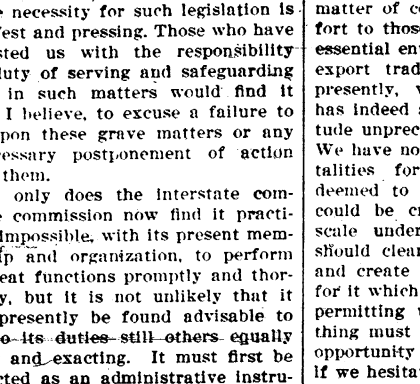 necessity for such legislation is
est and pressing. Those who have
sted us with the responsibility
duty of serving and safeguarding
in such matters would find it
I believe, to excuse a failure to
upon these grave matters or any
essary postponement of action
them.
only does the interstate com-
commission now find it practi-
impossible, with its present mem-
ip and organization, to perform
eat functions promptly and thor-
y, but it is not unlikely that it
presently be found advisable to
o its duties still others equally
and exacting. It must first be
cted as an administrative instru-
matter of c
fort to those
essential en
export trad
presently, v
has indeed a
tude unprec
We have no
talities for
deemed to
could be cr
scale under
should clear
and create
for it which
permitting
thing must
opportunity
if we hesita